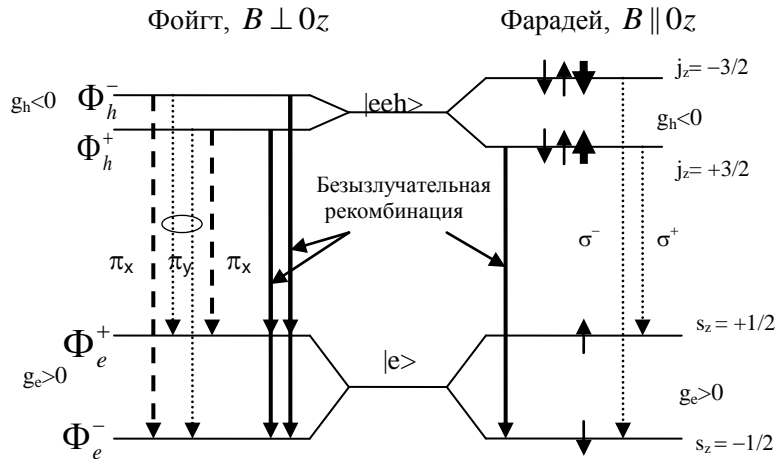 Фойгт, B ⊥ 0z
Фарадей, B || 0z
g_h<0
Φ_h^-
Φ_h^+
|eeh>
j_z= −3/2
g_h<0
j_z= +3/2
Безызлучательная
рекомбинация
π_x
π_y
π_x
σ^-
σ^+
Φ_e^+
g_e>0
Φ_e^-
|e>
s_z= +1/2
g_e>0
s_z= −1/2